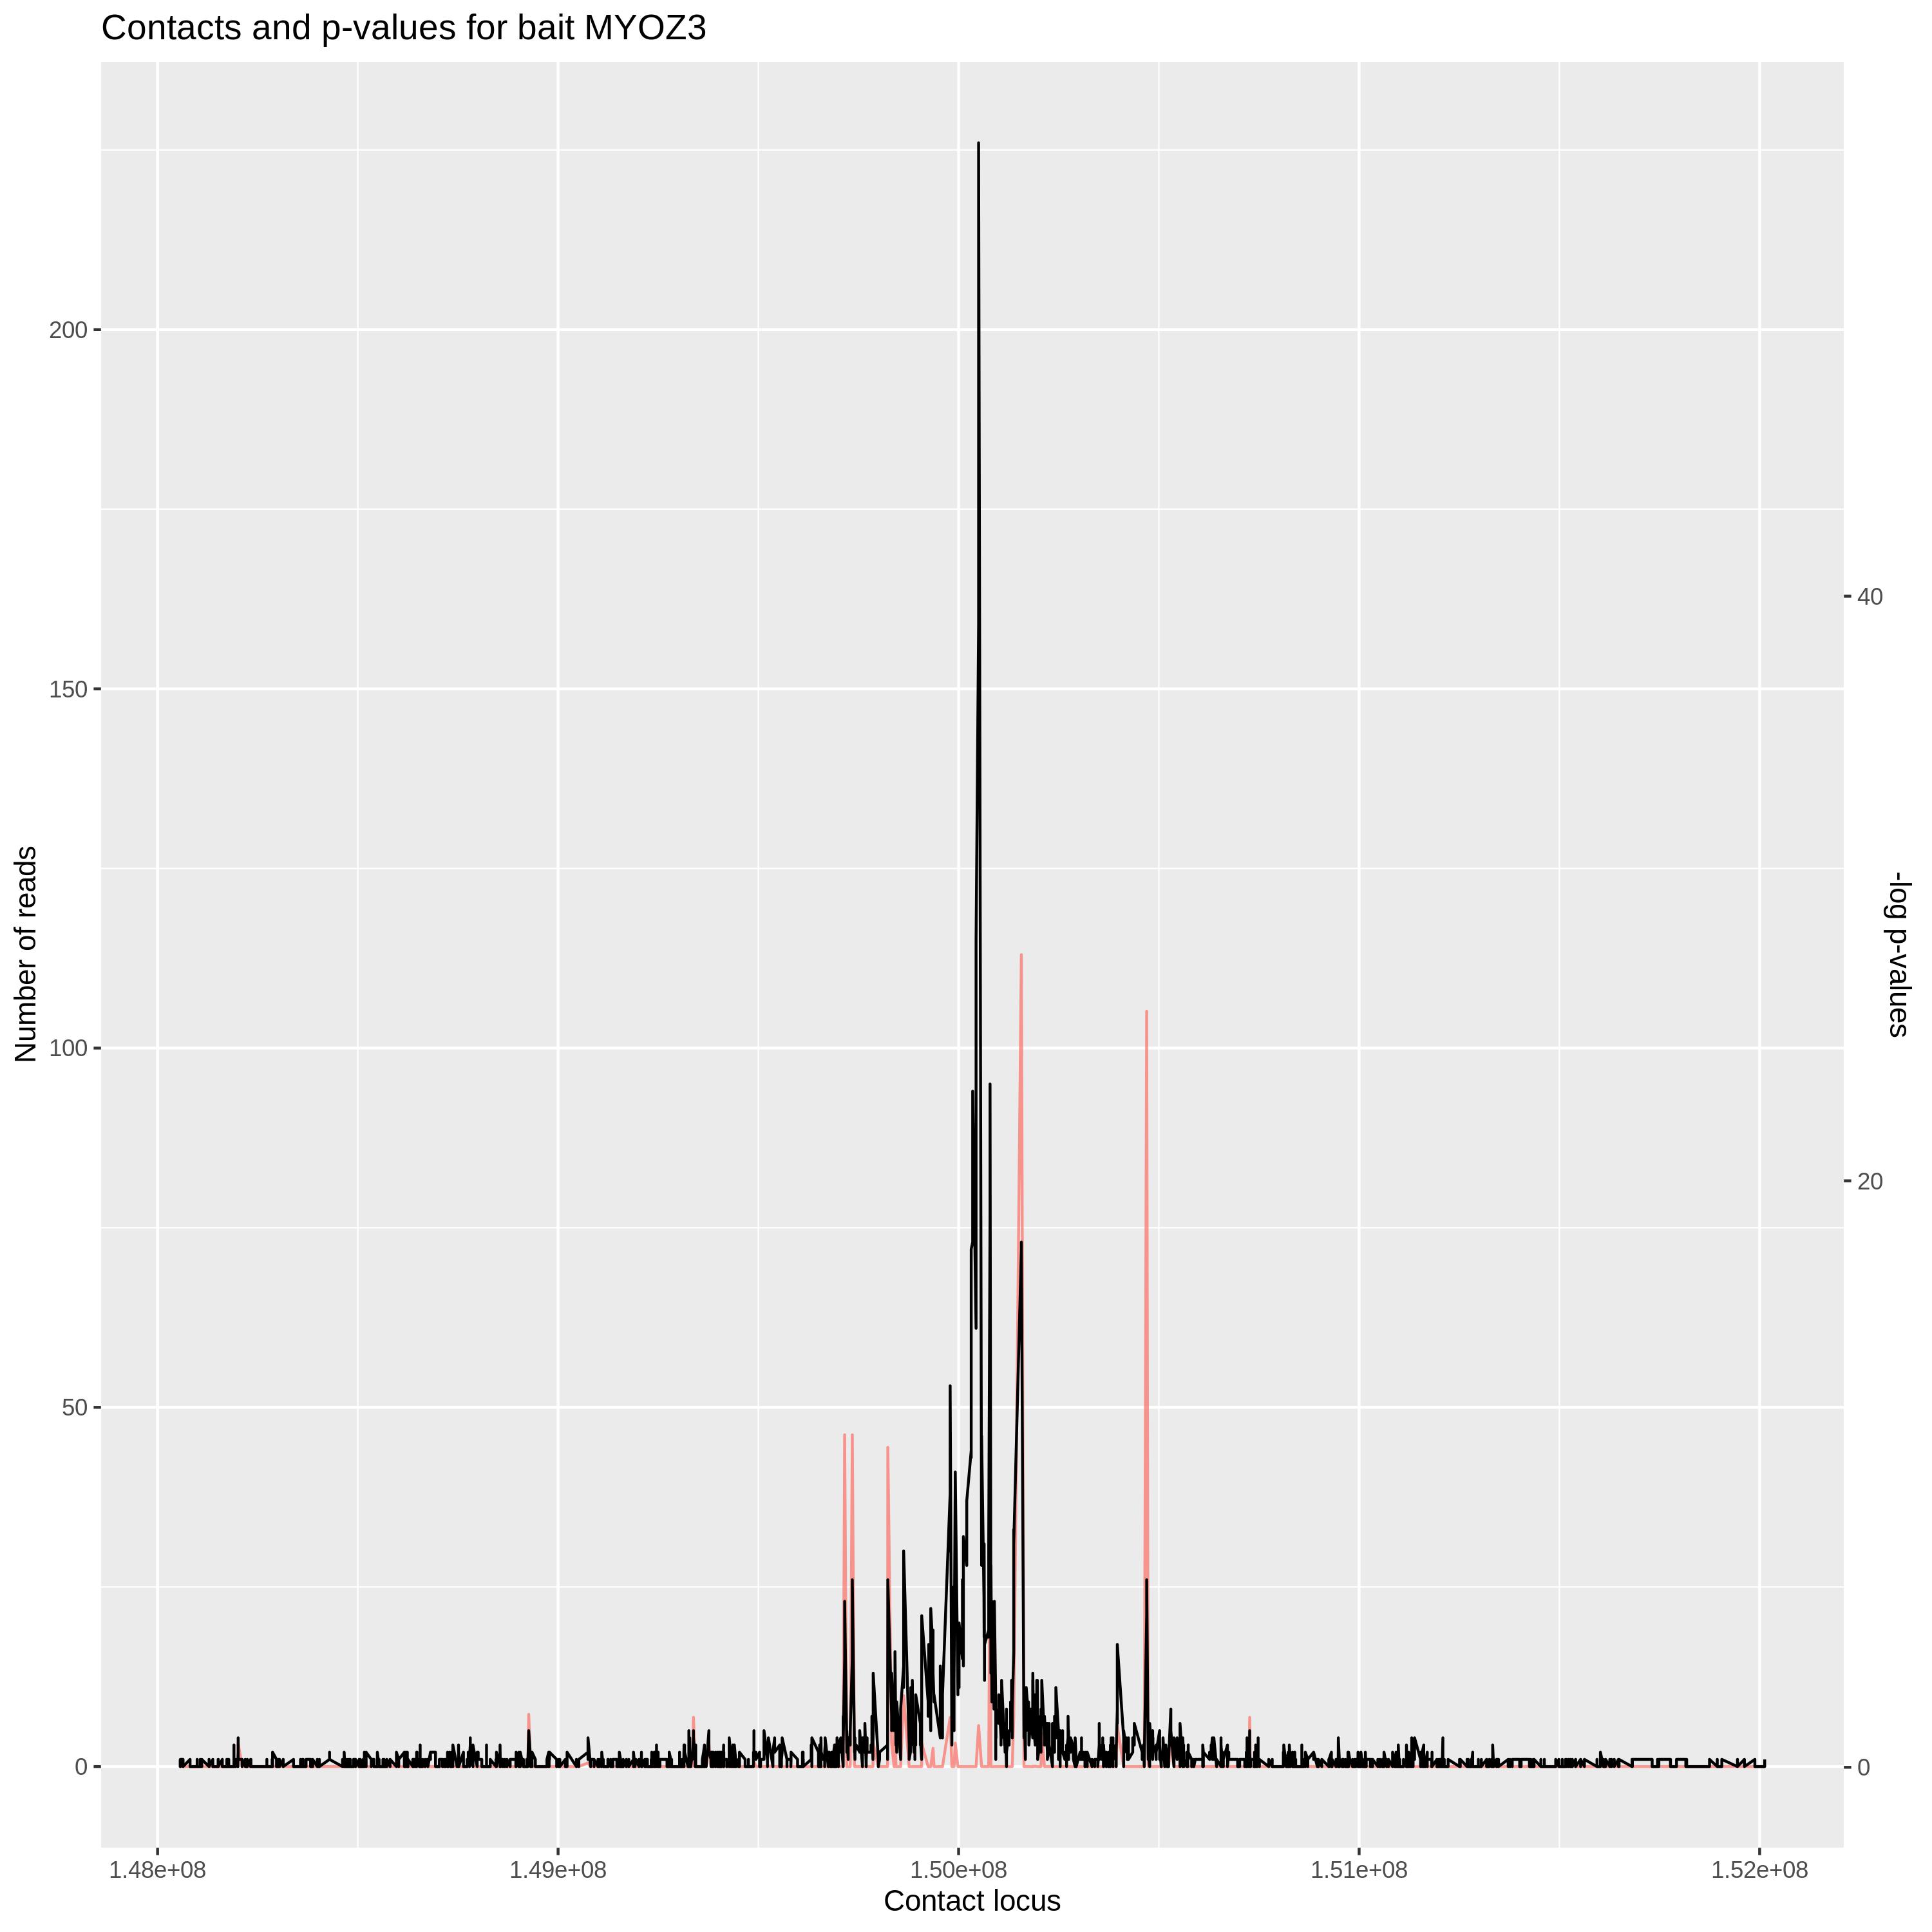 Contacts and p-values for bait MYOZ3
Number of reads
200
150
100
50
0
40
20
0
-log p-values
1.48e+08
1.49e+08
1.50e+08
1.51e+08
1.52e+08
Contact locus